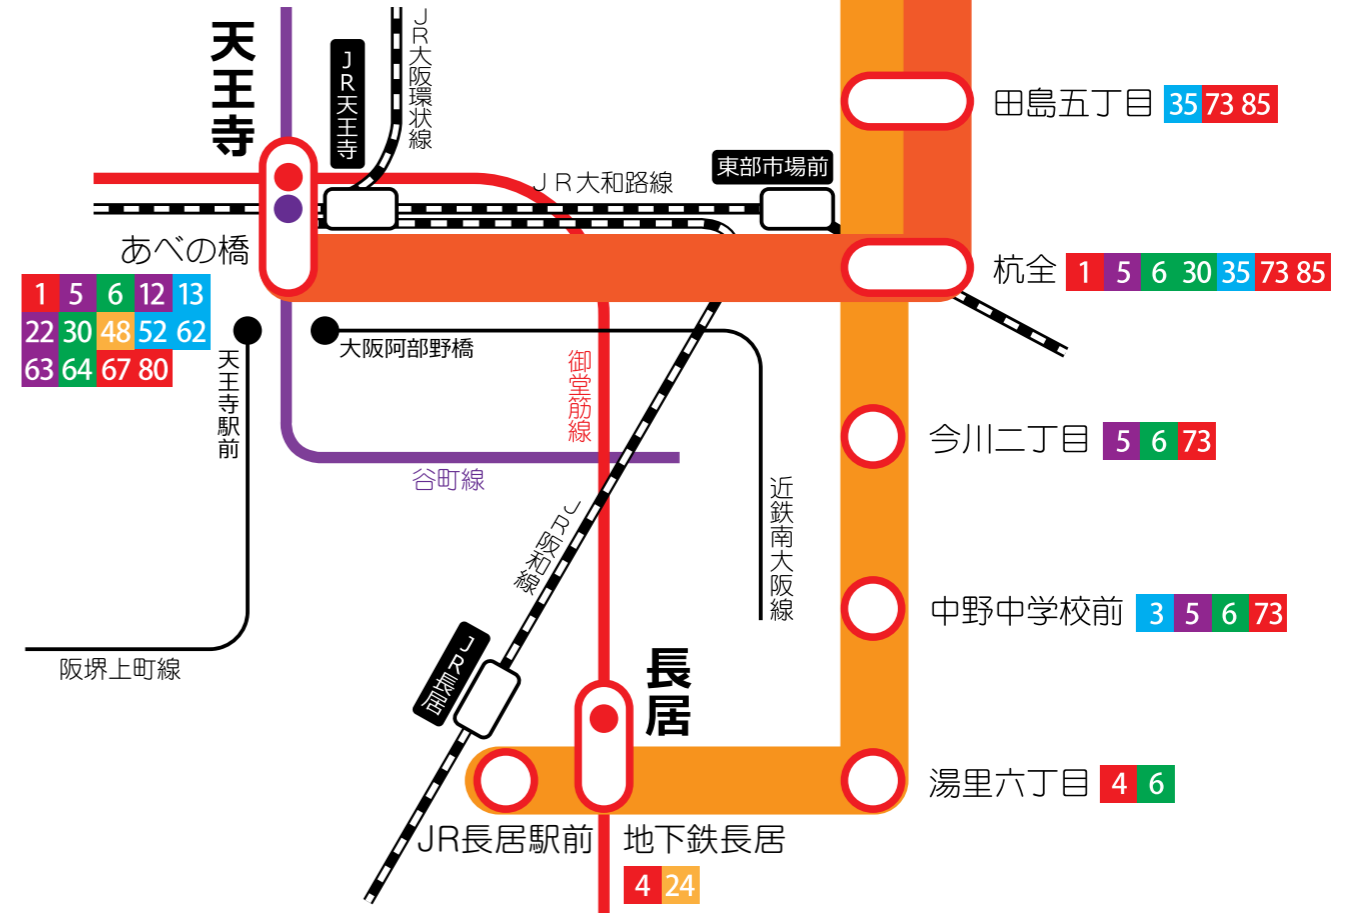 天王寺
JR天王寺
JR大阪環状線
田島五丁目 35 73 85
東部市場前
JR大和路線
あべの橋
1 5 6 12 13
22 30 48 52 62
63 64 67 80
杭全 1 5 6 30 35 73 85
大阪阿部野橋
天王寺駅前
御堂筋線
今川二丁目 5 6 73
谷町線
近鉄南大阪線
JR阪和線
中野中学校前 3 5 6 73
阪堺上町線
JR長居
長居
湯里六丁目 4 6
JR長居駅前
地下鉄長居
4 24